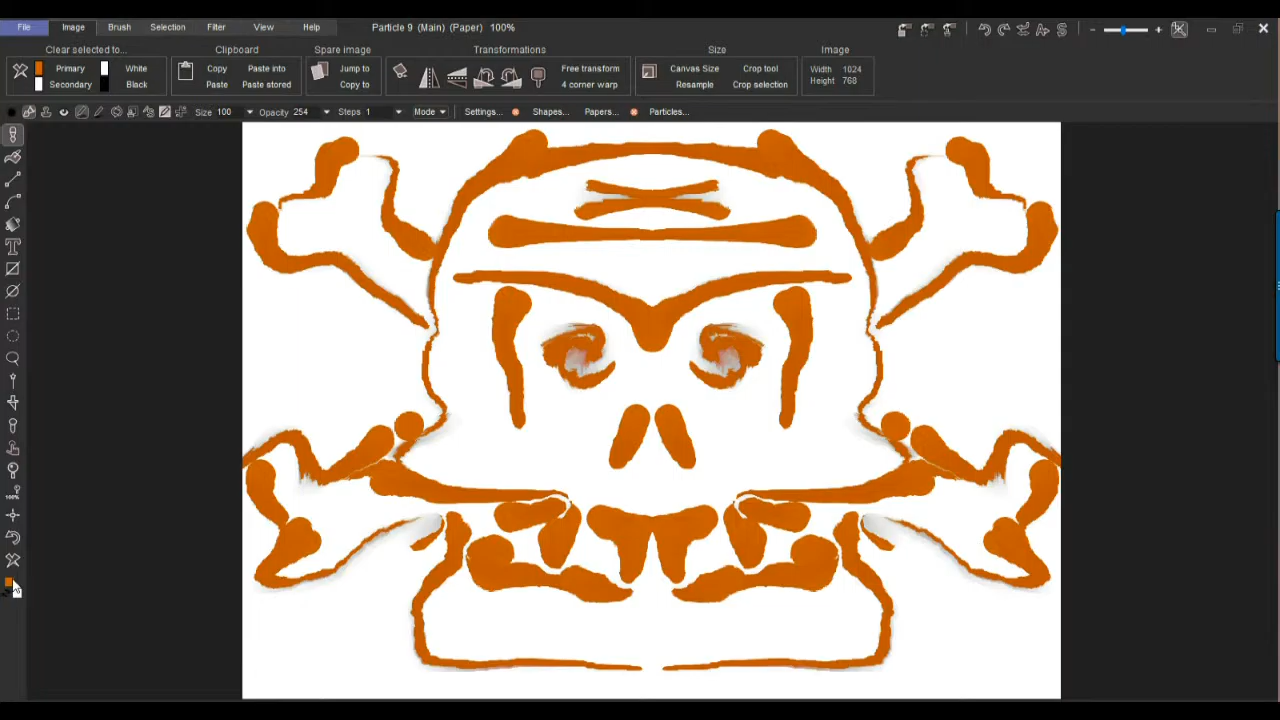 File Image Brush Selection Filter View Help Particle 9 (Main) (Paper) 100%
Clear selected to... Clipboard Spare image Transformations Size Image
Primary White Copy Paste into Jump to Free transform Canvas Size Crop tool Width 1024
Secondary Black Paste Paste stored Copy to 4 corner warp Resample Crop selection Height 768
Size 100 Opacity 254 Steps 1 Mode Settings... Shapes... Papers... Particles...
100%